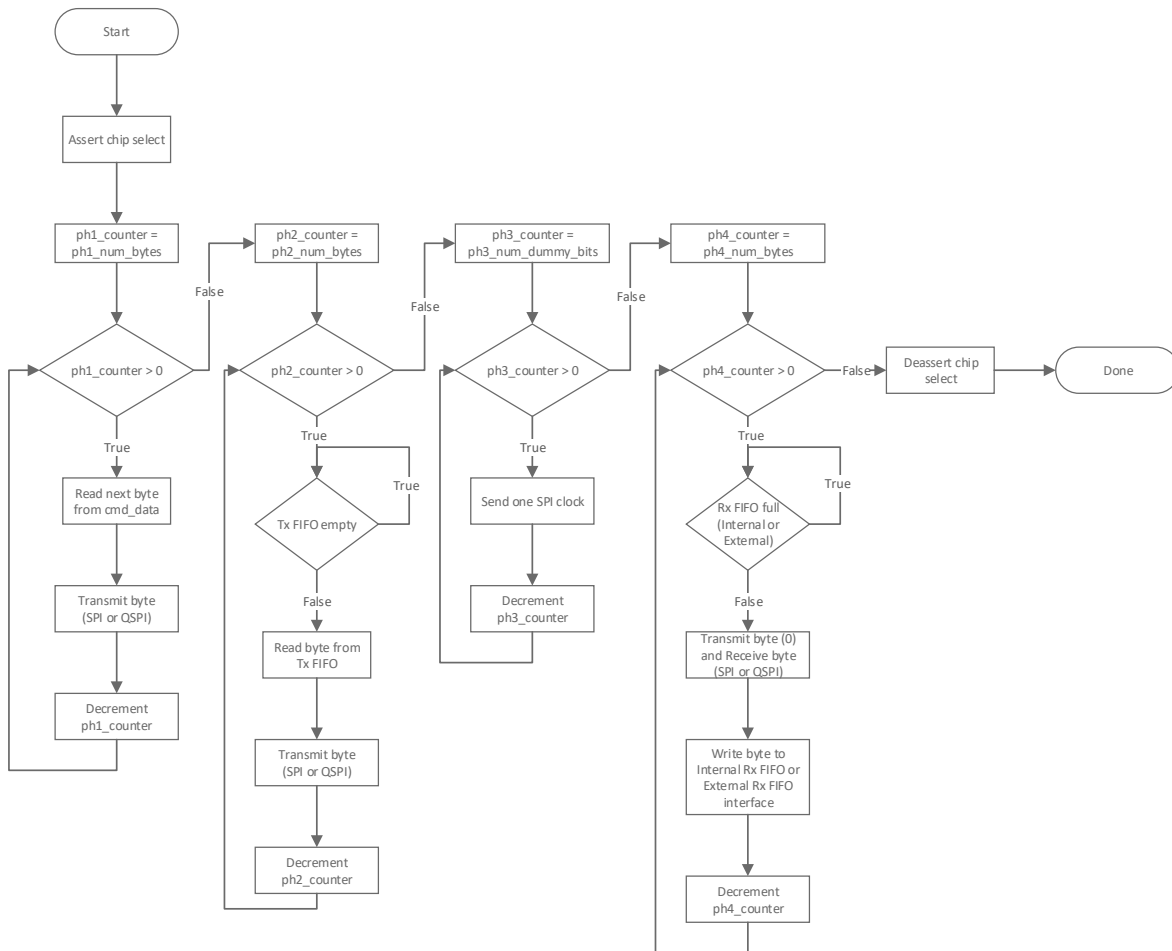 Start
Assert chip select
ph1_counter =
ph1_num_bytes
ph1_counter > 0
False
True
Read next byte
from cmd_data
Transmit byte
(SPI or QSPI)
Decrement
ph1_counter
ph2_counter =
ph2_num_bytes
ph2_counter > 0
False
True
True
Tx FIFO empty
False
Read byte from
Tx FIFO
Transmit byte
(SPI or QSPI)
Decrement
ph2_counter
ph3_counter =
ph3_num_dummy_bits
ph3_counter > 0
False
True
Send one SPI clock
Decrement
ph3_counter
ph4_counter =
ph4_num_bytes
ph4_counter > 0
False
True
True
Rx FIFO full
(Internal or
External)
False
Transmit byte (0)
and Receive byte
(SPI or QSPI)
Write byte to
Internal Rx FIFO or
External Rx FIFO
interface
Decrement
ph4_counter
Deassert chip
select
Done